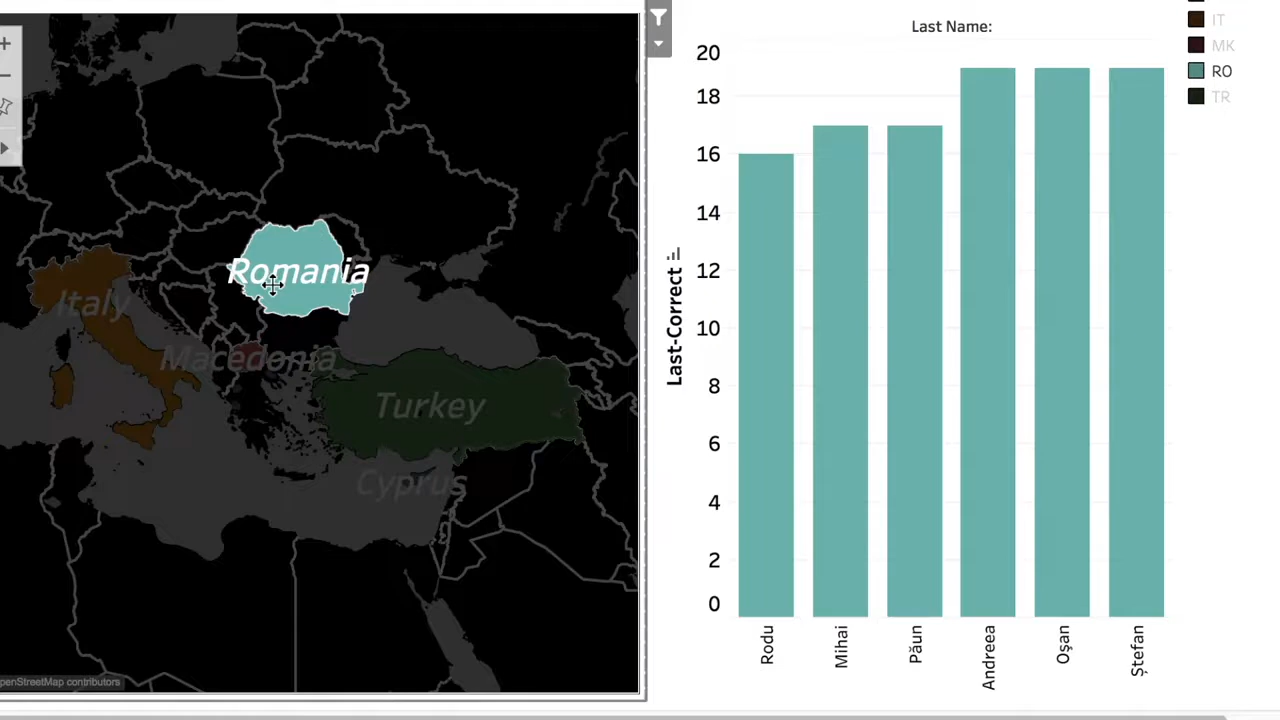 Romania
Italy
Macedonia
Turkey
Cyprus
penStreetMap contributors
Last Name:
20
18
16
14
12
10
8
6
4
2
0
Last-Correct
Rodu
Mihai
Păun
Andreea
Oșan
Ștefan
IT
MK
RO
TR